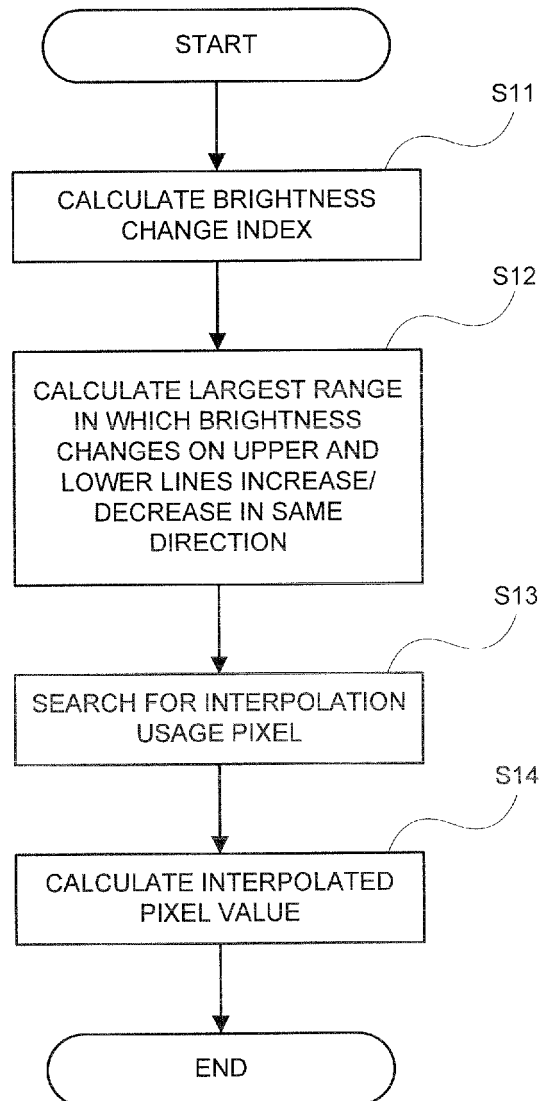 START
S11
CALCULATE BRIGHTNESS
CHANGE INDEX
S12
CALCULATE LARGEST RANGE
IN WHICH BRIGHTNESS
CHANGES ON UPPER AND
LOWER LINES INCREASE/
DECREASE IN SAME
DIRECTION
S13
SEARCH FOR INTERPOLATION
USAGE PIXEL
S14
CALCULATE INTERPOLATED
PIXEL VALUE
END